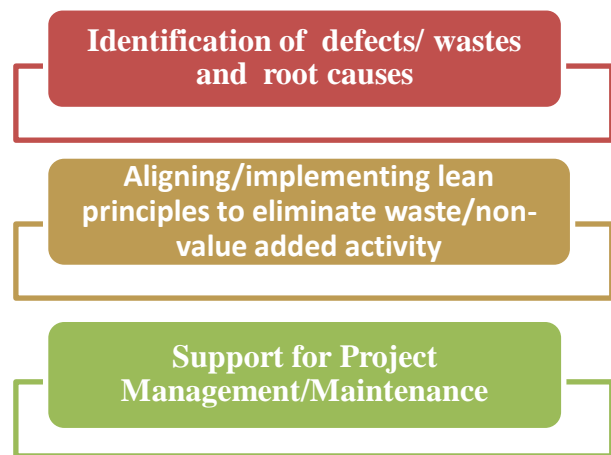 Identification of  defects/ wastes
and  root causes
Aligning/implementing lean
principles to eliminate waste/non-
value added activity
Support for Project
Management/Maintenance